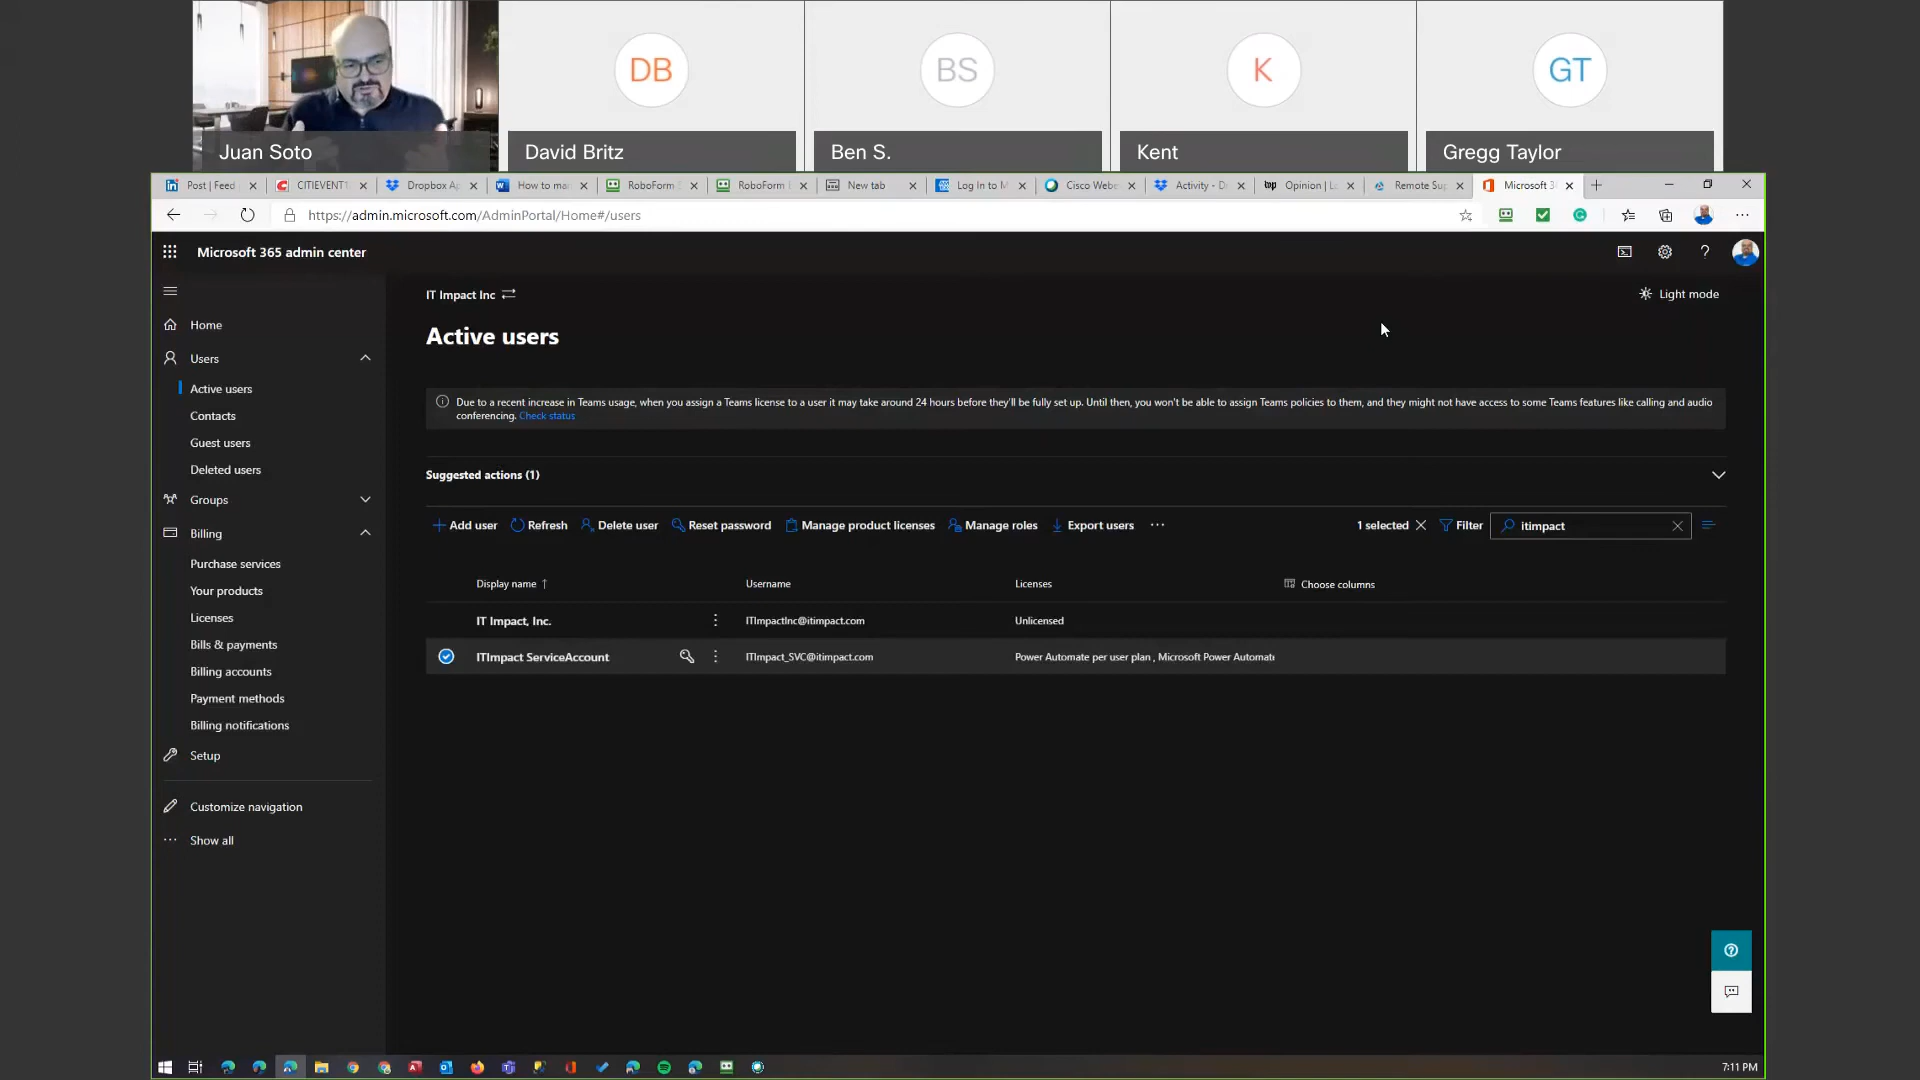 DB
BS
K
GT
Juan Soto
David Britz
Ben S.
Kent
Gregg Taylor
Post | Feed
CITIEVENT
Dropbox Ap
How to ma
RoboForm
RoboForm
New tab
Log In to M
Cisco Webe
Activity - D
Opinion | L
Remote Sup
Microsoft 3
https://admin.microsoft.com/AdminPortal/Home#/users
Microsoft 365 admin center
IT Impact Inc
Light mode
Active users
Home
Users
Active users
Contacts
Guest users
Deleted users
Groups
Billing
Purchase services
Your products
Licenses
Bills & payments
Billing accounts
Payment methods
Billing notifications
Setup
Customize navigation
Show all
Due to a recent increase in Teams usage, when you assign a Teams license to a user it may take around 24 hours before they'll be fully set up. Until then, you won't be able to assign Teams policies to them, and they might not have access to some Teams features like calling and audio
conferencing. Check status
Suggested actions (1)
Add user Refresh Delete user Reset password Manage product licenses Manage roles Export users 1 selected Filter itimpact
Display name ↑ Username Licenses Choose columns
IT Impact, Inc. ITImpactInc@itimpact.com Unlicensed
ITImpact ServiceAccount ITImpact_SVC@itimpact.com Power Automate per user plan , Microsoft Power Automate
7:11 PM